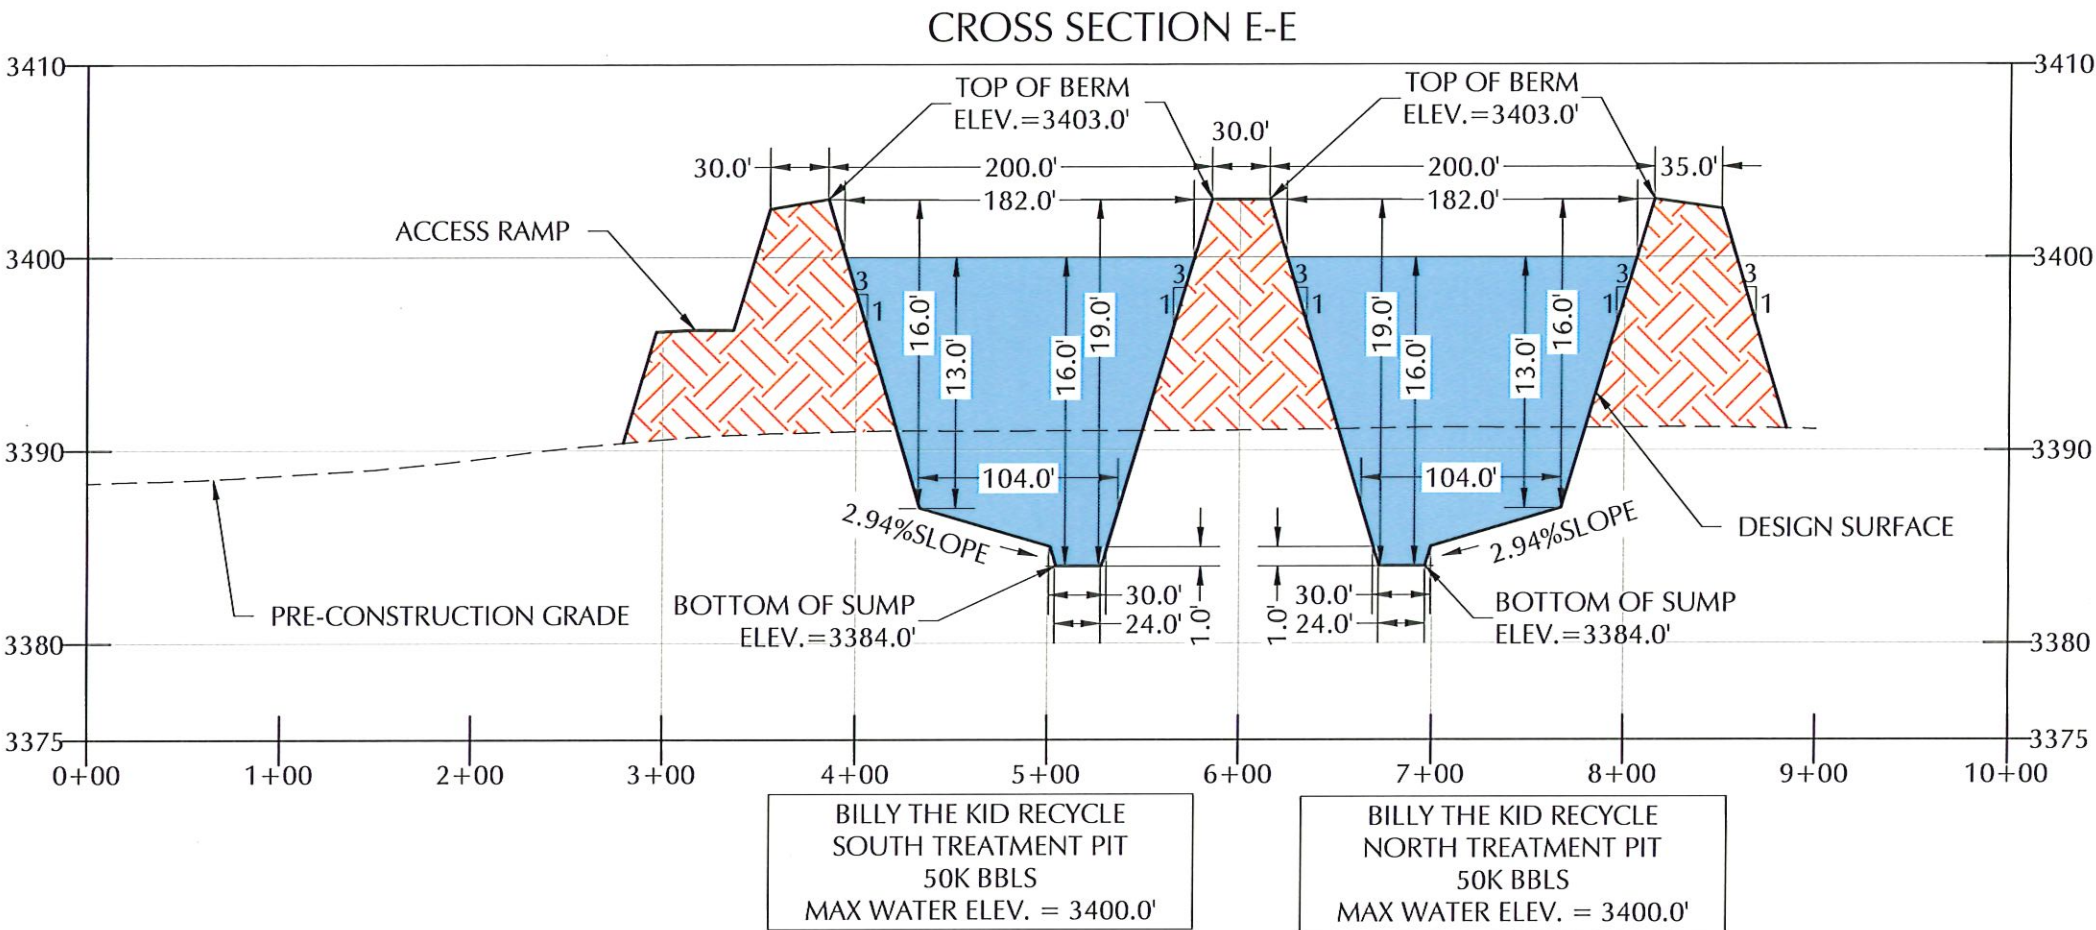 CROSS SECTION E-E
3410
3410
TOP OF BERM
ELEV.=3403.0'
TOP OF BERM
ELEV.=3403.0'
30.0'
30.0'
200.0'
200.0'
35.0'
182.0'
182.0'
ACCESS RAMP
3400
3400
3
1
3
1
3
1
3
1
3
1
16.0'
13.0'
16.0'
19.0'
19.0'
16.0'
13.0'
16.0'
3390
3390
104.0'
104.0'
2.94%SLOPE
2.94%SLOPE
DESIGN SURFACE
PRE-CONSTRUCTION GRADE
BOTTOM OF SUMP
ELEV.=3384.0'
30.0'
24.0'
1.0'
1.0'
30.0'
24.0'
BOTTOM OF SUMP
ELEV.=3384.0'
3380
3380
3375
3375
0+00 1+00 2+00 3+00 4+00 5+00 6+00 7+00 8+00 9+00 10+00
BILLY THE KID RECYCLE
SOUTH TREATMENT PIT
50K BBLS
MAX WATER ELEV. = 3400.0'
BILLY THE KID RECYCLE
NORTH TREATMENT PIT
50K BBLS
MAX WATER ELEV. = 3400.0'